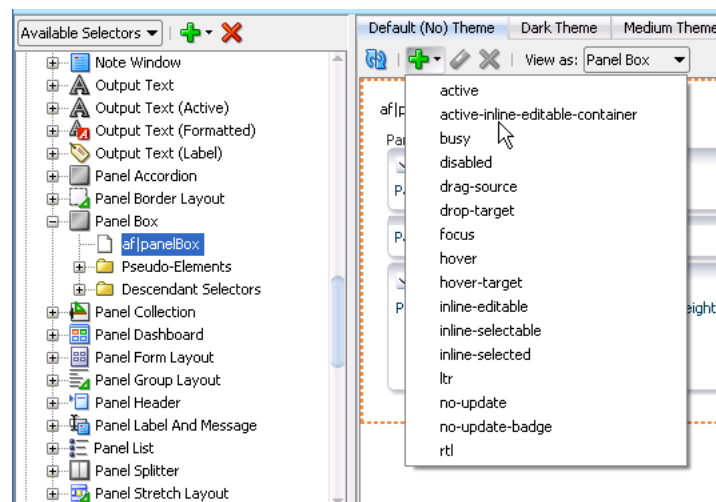 Available Selectors
Note Window
Output Text
Output Text (Active)
Output Text (Formatted)
Output Text (Label)
Panel Accordion
Panel Border Layout
Panel Box
af|panelBox
Pseudo-Elements
Descendant Selectors
Panel Collection
Panel Dashboard
Panel Form Layout
Panel Group Layout
Panel Header
Panel Label And Message
Panel List
Panel Splitter
Panel Stretch Layout
Default (No) Theme Dark Theme Medium Theme
View as: Panel Box
active
active-inline-editable-container
busy
disabled
drag-source
drop-target
focus
hover
hover-target
inline-editable
inline-selectable
inline-selected
ltr
no-update
no-update-badge
rtl